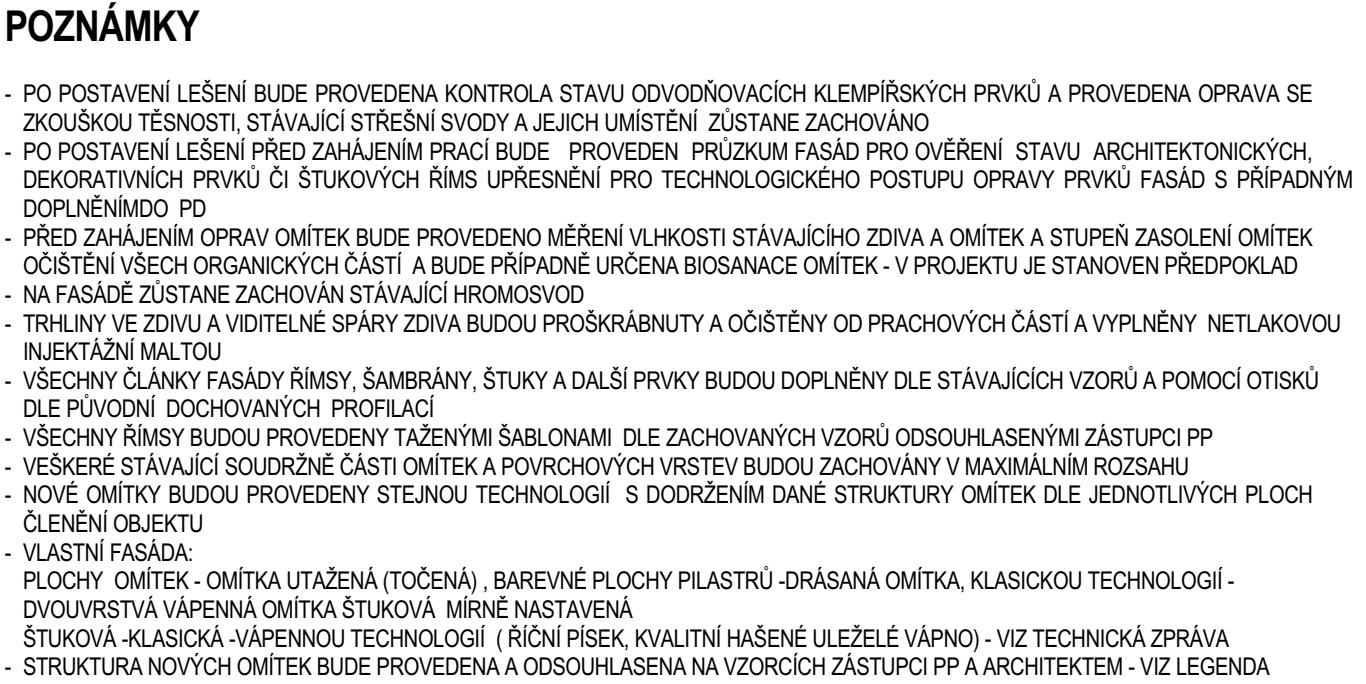 POZNÁMKY
- PO POSTAVENÍ LEŠENÍ BUDE PROVEDENA KONTROLA STAVU ODVODŇOVACÍCH KLEMPÍŘSKÝCH PRVKŮ A PROVEDENA OPRAVA SE
ZKOUŠKOU TĚSNOSTI, STÁVAJÍCÍ STŘEŠNÍ SVODY A JEJICH UMÍSTĚNÍ ZŮSTANE ZACHOVÁNO
- PO POSTAVENÍ LEŠENÍ PŘED ZAHÁJENÍM PRACÍ BUDE PROVEDEN PRŮZKUM FASÁD PRO OVĚŘENÍ STAVU ARCHITEKTONICKÝCH,
DEKORATIVNÍCH PRVKŮ ČI ŠTUKOVÝCH ŘÍMS UPŘESNĚNÍ PRO TECHNOLOGICKÉHO POSTUPU OPRAVY PRVKŮ FASÁD S PŘÍPADNÝM
DOPLNĚNÍMDO PD
- PŘED ZAHÁJENÍM OPRAV OMÍTEK BUDE PROVEDENO MĚŘENÍ VLHKOSTI STÁVAJÍCÍHO ZDIVA A OMÍTEK A STUPEŇ ZASOLENÍ OMÍTEK
OČIŠTĚNÍ VŠECH ORGANICKÝCH ČÁSTÍ A BUDE PŘÍPADNĚ URČENA BIOSANACE OMÍTEK - V PROJEKTU JE STANOVEN PŘEDPOKLAD
- NA FASÁDĚ ZŮSTANE ZACHOVÁN STÁVAJÍCÍ HROMOSVOD
- TRHLINY VE ZDIVU A VIDITELNÉ SPÁRY ZDIVA BUDOU PROŠKRÁBNUTY A OČIŠTĚNY OD PRACHOVÝCH ČÁSTÍ A VYPLNĚNY NETLAKOVOU
INJEKTÁŽNÍ MALTOU
- VŠECHNY ČLÁNKY FASÁDY ŘÍMSY, ŠAMBRÁNY, ŠTUKY A DALŠÍ PRVKY BUDOU DOPLNĚNY DLE STÁVAJÍCÍCH VZORŮ A POMOCÍ OTISKŮ
DLE PŮVODNÍ DOCHOVANÝCH PROFILACÍ
- VŠECHNY ŘÍMSY BUDOU PROVEDENY TAŽENÝMI ŠABLONAMI DLE ZACHOVANÝCH VZORŮ ODSOUHLASENÝMI ZÁSTUPCI PP
- VEŠKERÉ STÁVAJÍCÍ SOUDRŽNĚ ČÁSTI OMÍTEK A POVRCHOVÝCH VRSTEV BUDOU ZACHOVÁNY V MAXIMÁLNÍM ROZSAHU
- NOVÉ OMÍTKY BUDOU PROVEDENY STEJNOU TECHNOLOGIÍ S DODRŽENÍM DANÉ STRUKTURY OMÍTEK DLE JEDNOTLIVÝCH PLOCH
ČLENĚNÍ OBJEKTU
- VLASTNÍ FASÁDA:
PLOCHY OMÍTEK - OMÍTKA UTAŽENÁ (TOČENÁ) , BAREVNÉ PLOCHY PILASTRŮ -DRÁSANÁ OMÍTKA, KLASICKOU TECHNOLOGIÍ -
DVOUVRSTVÁ VÁPENNÁ OMÍTKA ŠTUKOVÁ MÍRNĚ NASTAVENÁ
ŠTUKOVÁ -KLASICKÁ -VÁPENNOU TECHNOLOGIÍ ( ŘÍČNÍ PÍSEK, KVALITNÍ HAŠENÉ ULEŽELÉ VÁPNO) - VIZ TECHNICKÁ ZPRÁVA
- STRUKTURA NOVÝCH OMÍTEK BUDE PROVEDENA A ODSOUHLASENA NA VZORCÍCH ZÁSTUPCI PP A ARCHITEKTEM - VIZ LEGENDA